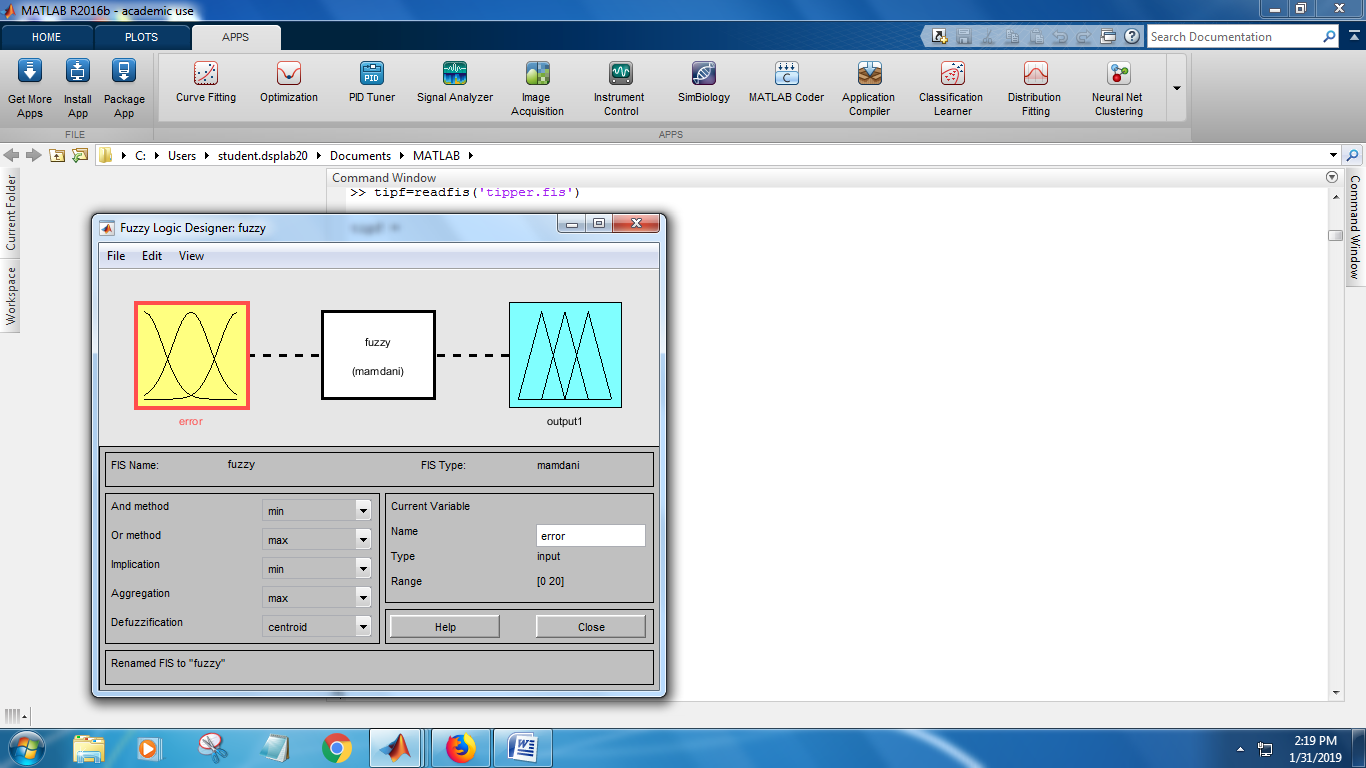 MATLAB R2016b - academic use
HOME PLOTS APPS
Search Documentation
Get More Apps
Install App
Package App
Curve Fitting
Optimization
PID Tuner
Signal Analyzer
Image Acquisition
Instrument Control
SimBiology
MATLAB Coder
Application Compiler
Classification Learner
Distribution Fitting
Neural Net Clustering
FILE APPS
C: Users student.dsplab20 Documents MATLAB
Current Folder
Workspace
Command Window
Command Window
>> tipf=readfis('tipper.fis')
Fuzzy Logic Designer: fuzzy
File Edit View
fuzzy
(mamdani)
error
output1
FIS Name: fuzzy FIS Type: mamdani
And method min
Or method max
Implication min
Aggregation max
Defuzzification centroid
Current Variable
Name error
Type input
Range [0 20]
Help Close
Renamed FIS to "fuzzy"
2:19 PM
1/31/2019